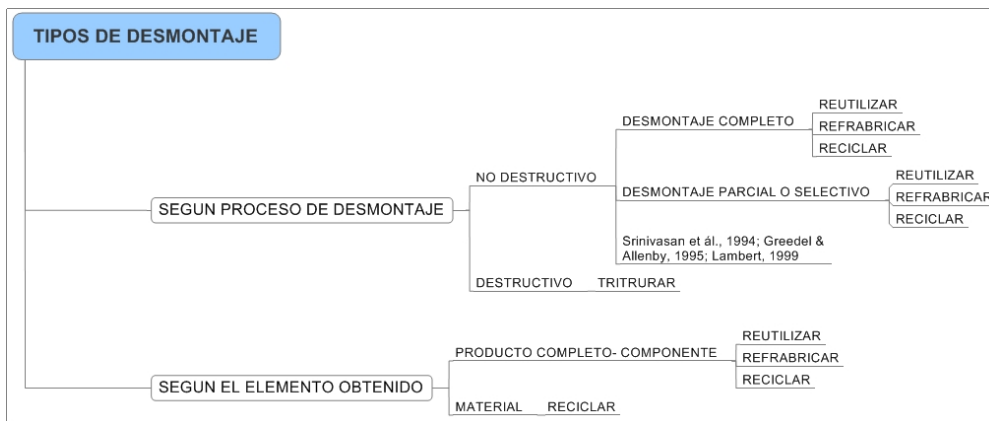 TIPOS DE DESMONTAJE
SEGUN PROCESO DE DESMONTAJE
NO DESTRUCTIVO
DESMONTAJE COMPLETO
REUTILIZAR
REFRABRICAR
RECICLAR
DESMONTAJE PARCIAL O SELECTIVO
REUTILIZAR
REFRABRICAR
RECICLAR
Srinivasan et ál., 1994; Greedel &
Allenby, 1995; Lambert, 1999
DESTRUCTIVO
TRITRURAR
SEGUN EL ELEMENTO OBTENIDO
PRODUCTO COMPLETO- COMPONENTE
REUTILIZAR
REFRABRICAR
RECICLAR
MATERIAL
RECICLAR